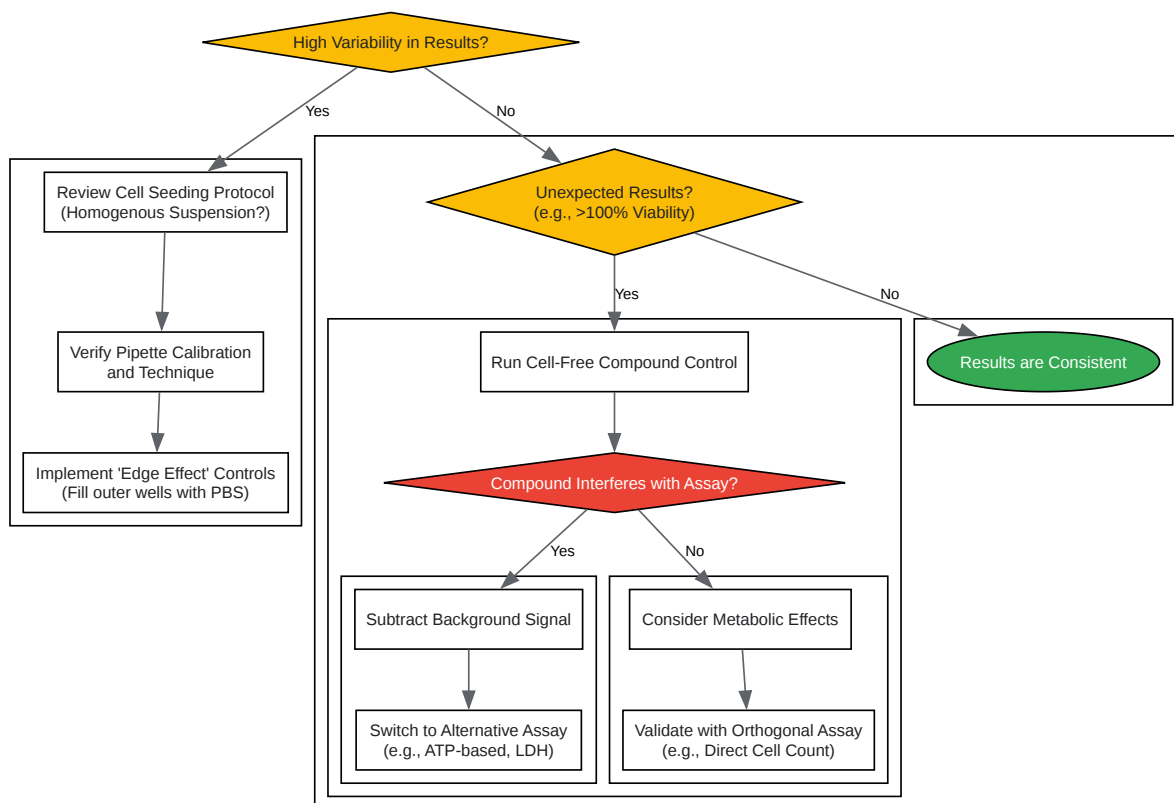 High Variability in Results?
Yes
No
Review Cell Seeding Protocol
(Homogenous Suspension?)
Unexpected Results?
(e.g., >100% Viability)
Yes
No
Verify Pipette Calibration
and Technique
Run Cell-Free Compound Control
Results are Consistent
Implement 'Edge Effect' Controls
(Fill outer wells with PBS)
Compound Interferes with Assay?
Yes
No
Subtract Background Signal
Consider Metabolic Effects
Switch to Alternative Assay
(e.g., ATP-based, LDH)
Validate with Orthogonal Assay
(e.g., Direct Cell Count)